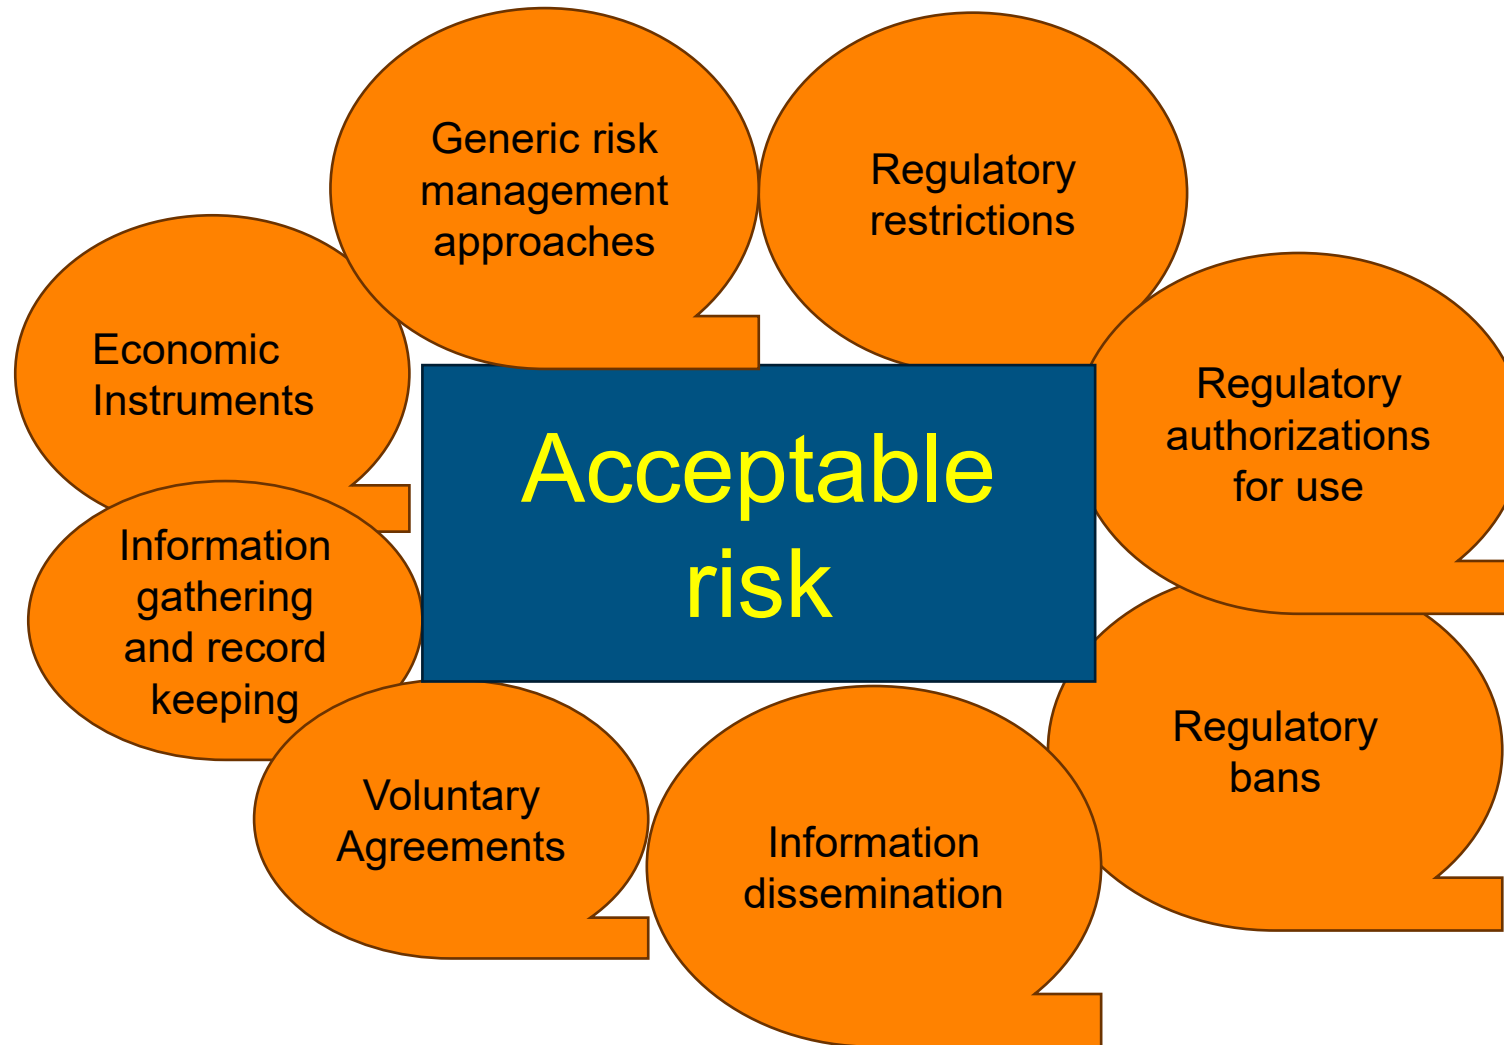 Generic risk
management
approaches
Regulatory
restrictions
Economic
Instruments
Regulatory
authorizations
for use
Acceptable
risk
Information
gathering
and record
keeping
Regulatory
bans
Voluntary
Agreements
Information
dissemination